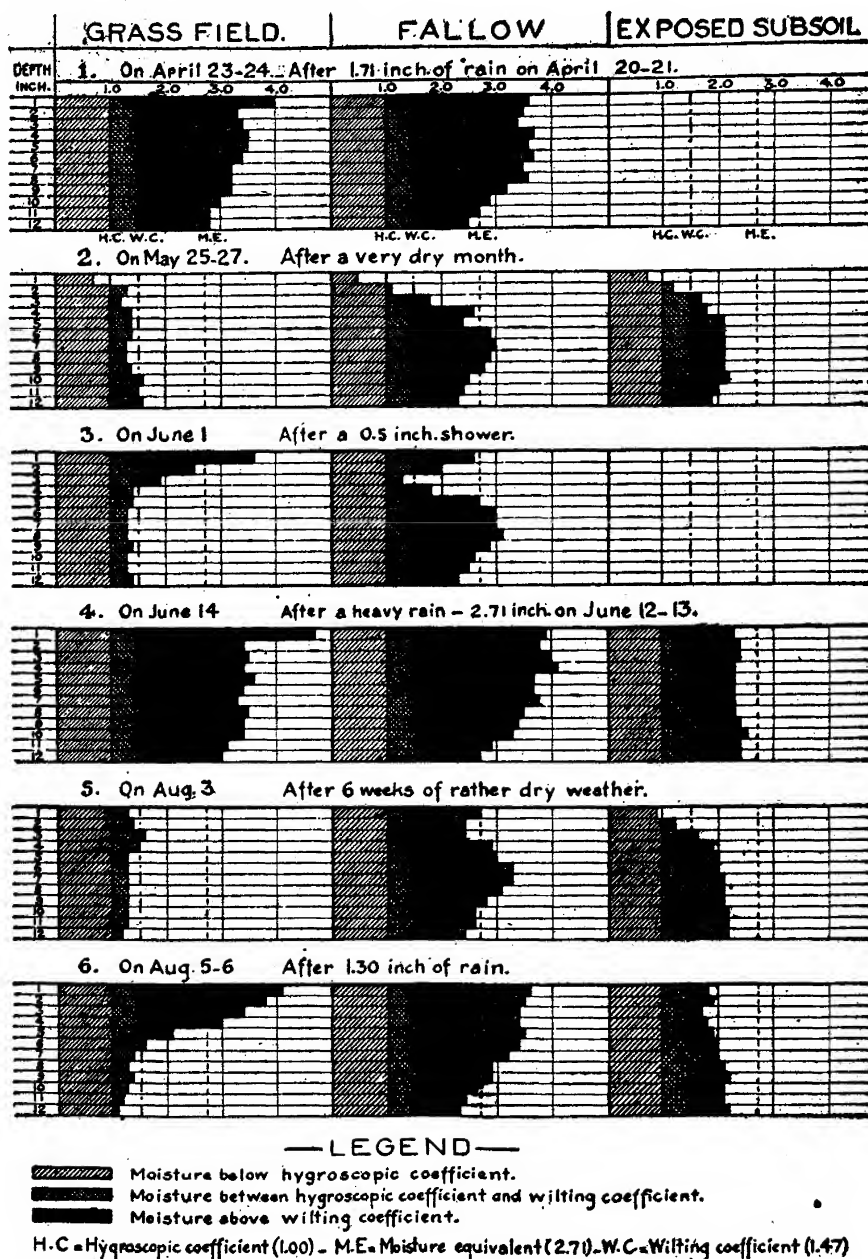 GRASS FIELD. FALLOW EXPOSED SUBSOIL
DEPTH INCH. 1. On April 23-24. After 1.71 inch of rain on April 20-21.
1.0 2.0 3.0 4.0 1.0 2.0 3.0 4.0 1.0 2.0 3.0 4.0
H.C. W.C. M.E. H.C. W.C. M.E. H.C. W.C. M.E.
2. On May 25-27. After a very dry month.
3. On June 1 After a 0.5 inch shower.
4. On June 14 After a heavy rain - 2.71 inch on June 12-13.
5. On Aug. 3 After 6 weeks of rather dry weather.
6. On Aug. 5-6 After 1.30 inch of rain.
— LEGEND —
Moisture below hygroscopic coefficient.
Moisture between hygroscopic coefficient and wilting coefficient.
Moisture above wilting coefficient.
H.C = Hygroscopic coefficient (1.00) - M.E = Moisture equivalent (2.71) - W.C = Wilting coefficient (1.47)